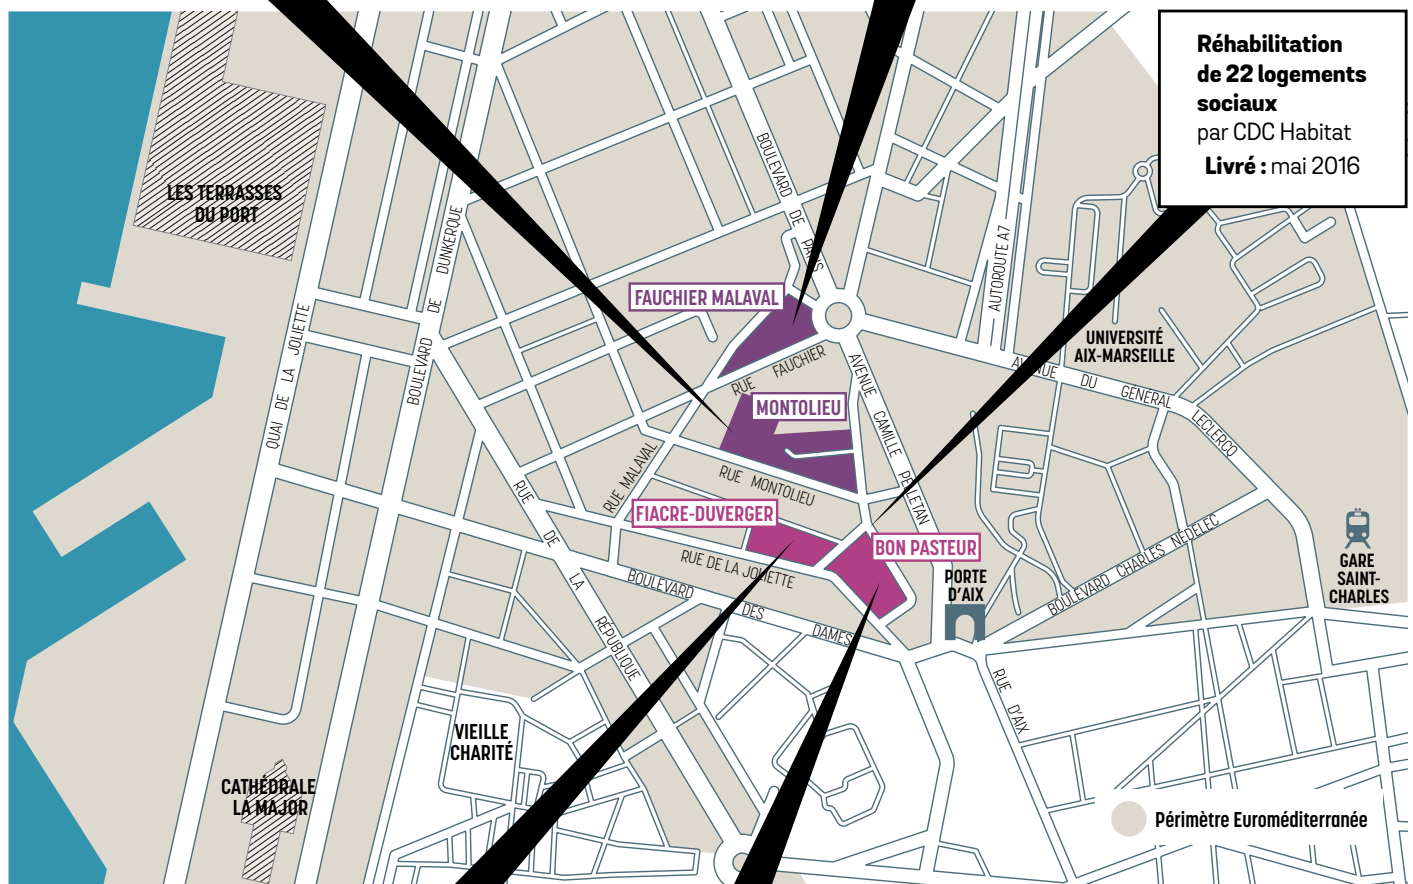 Réhabilitation
de 22 logements
sociaux
par CDC Habitat
Livré : mai 2016
LES TERRASSES
DU PORT
BOULEVARD DE PARIS
BOULEVARD DE DUNKERQUE
QUAI DE LA JOLIETTE
AUTOROUTE A7
FAUCHIER MALAVAL
UNIVERSITÉ
AIX-MARSEILLE
RUE FAUCHIER
AVENUE CAMILLE PELLETAN
AVENUE DU GÉNÉRAL LECLERCQ
MONTOLIEU
RUE MALAVAL
RUE MONTOLIEU
RUE DE LA RÉPUBLIQUE
FIACRE-DUVERGER
BON PASTEUR
RUE DE LA JOLIETTE
BOULEVARD DES DAMES
PORTE
D'AIX
BOULEVARD CHARLES NÉDELEC
GARE
SAINT-
CHARLES
RUE D'AIX
VIEILLE
CHARITÉ
CATHÉDRALE
LA MAJOR
Périmètre Euroméditerranée